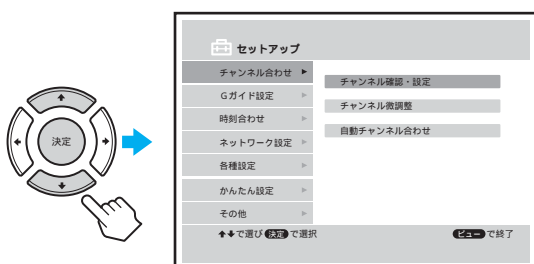 セットアップ
チャンネル合わせ
Gガイド設定
時刻合わせ
ネットワーク設定
各種設定
かんたん設定
その他
チャンネル確認・設定
チャンネル微調整
自動チャンネル合わせ
決定
で選び 決定 で選択
ビュー で終了